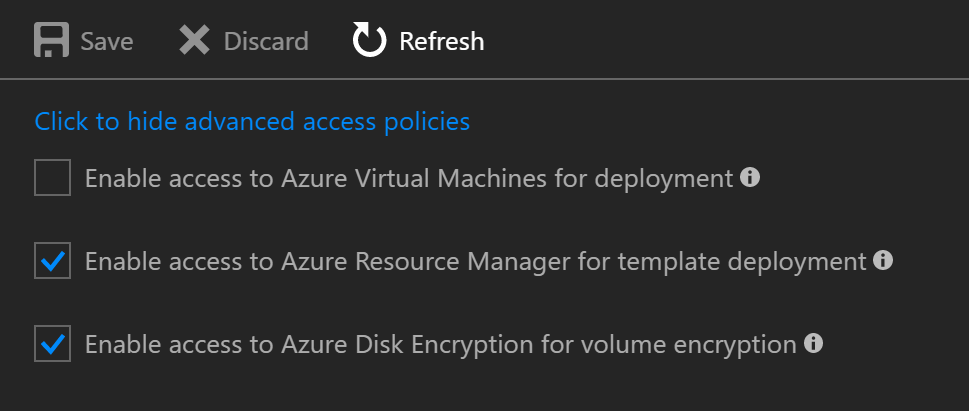 Save Discard Refresh
Click to hide advanced access policies
Enable access to Azure Virtual Machines for deployment
Enable access to Azure Resource Manager for template deployment
Enable access to Azure Disk Encryption for volume encryption